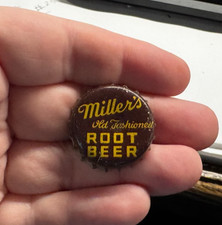 Miller's
Old Fashioned
ROOT
BEER